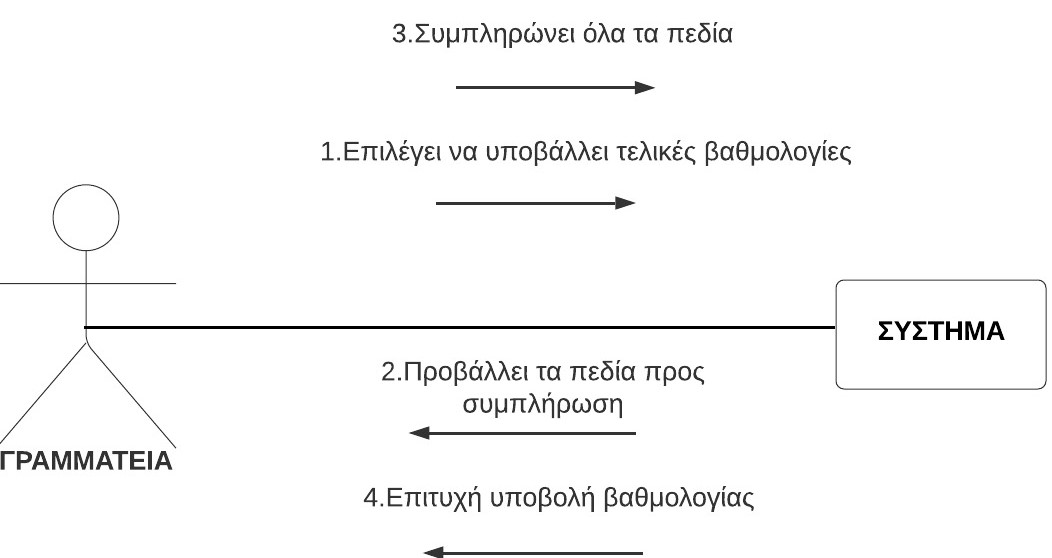 3.Συμπληρώνει όλα τα πεδία
1.Επιλέγει να υποβάλλει τελικές βαθμολογίες
ΣΥΣΤΗΜΑ
2.Προβάλλει τα πεδία προς
συμπλήρωση
ΓΡΑΜΜΑΤΕΙΑ
4.Επιτυχή υποβολή βαθμολογίας